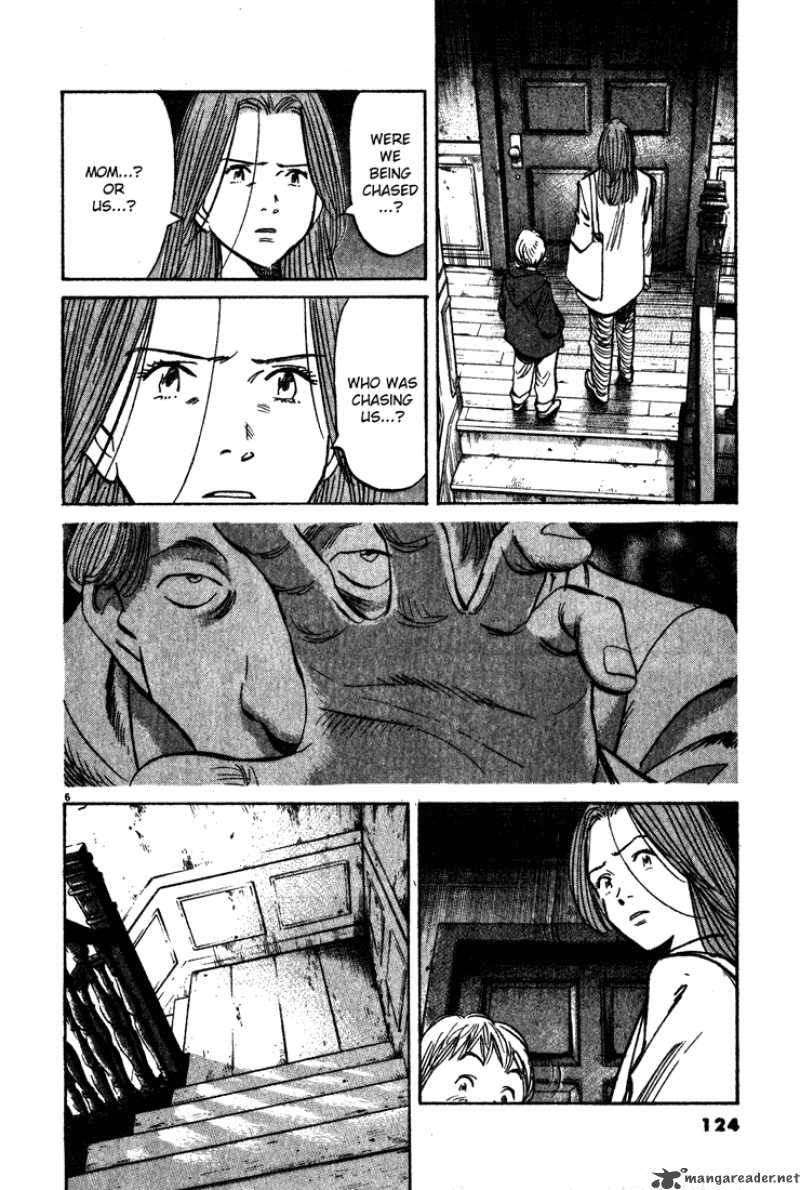 WERE
WE
BEING
CHASED
...?
MOM...?
OR
US...?
WHO WAS
CHASING
US...?
6
124
mangareader.net